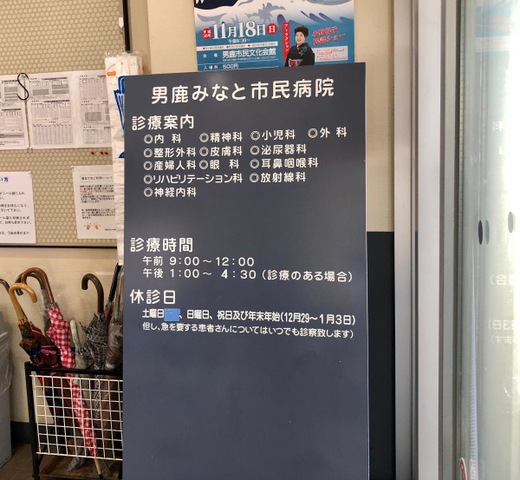 11月18日 日
男鹿市民文化会館
500円
男鹿みなと市民病院
診療案内
◎内 科 ◎精神科 ◎小児科 ◎外 科
◎整形外科 ◎皮膚科 ◎泌尿器科
◎産婦人科 ◎眼 科 ◎耳鼻咽喉科
◎リハビリテーション科 ◎放射線科
◎神経内科
診療時間
午前 9:00～12:00
午後 1:00～ 4:30（診療のある場合）
休診日
土曜日 、日曜日、祝日及び年末年始(12月29～1月3日)
但し、急を要する患者さんについてはいつでも診察致します)